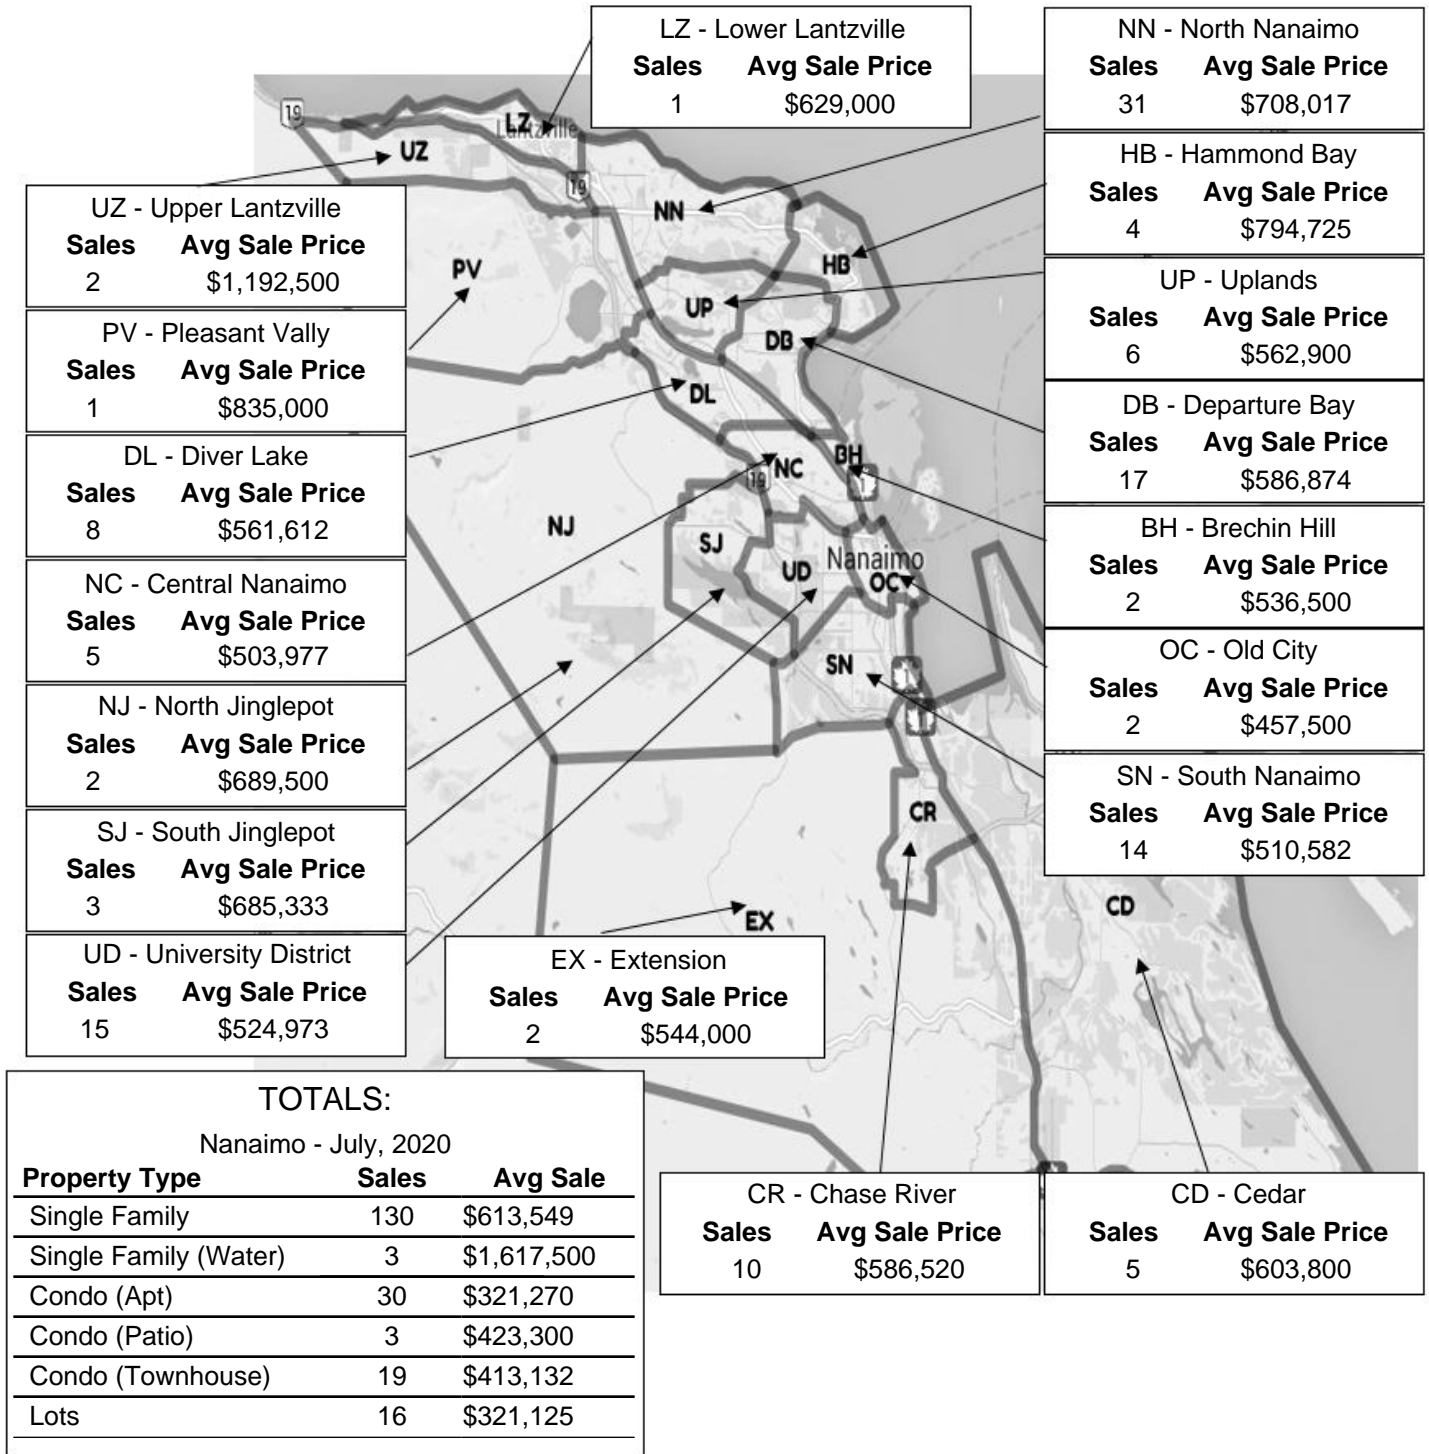 LZ - Lower Lantzville
Sales Avg Sale Price
1 $629,000
NN - North Nanaimo
Sales Avg Sale Price
31 $708,017
HB - Hammond Bay
Sales Avg Sale Price
4 $794,725
UP - Uplands
Sales Avg Sale Price
6 $562,900
DB - Departure Bay
Sales Avg Sale Price
17 $586,874
BH - Brechin Hill
Sales Avg Sale Price
2 $536,500
OC - Old City
Sales Avg Sale Price
2 $457,500
SN - South Nanaimo
Sales Avg Sale Price
14 $510,582
UZ - Upper Lantzville
Sales Avg Sale Price
2 $1,192,500
PV - Pleasant Vally
Sales Avg Sale Price
1 $835,000
DL - Diver Lake
Sales Avg Sale Price
8 $561,612
NC - Central Nanaimo
Sales Avg Sale Price
5 $503,977
NJ - North Jinglepot
Sales Avg Sale Price
2 $689,500
SJ - South Jinglepot
Sales Avg Sale Price
3 $685,333
UD - University District
Sales Avg Sale Price
15 $524,973
EX - Extension
Sales Avg Sale Price
2 $544,000
CR - Chase River
Sales Avg Sale Price
10 $586,520
CD - Cedar
Sales Avg Sale Price
5 $603,800
19
LZ
Lantzville
UZ
19
NN
PV
HB
UP
DB
DL
BH
NC
19
1
NJ
SJ
UD
Nanaimo
OC
SN
CR
EX
CD
TOTALS:
Nanaimo - July, 2020
Property Type Sales Avg Sale
Single Family 130 $613,549
Single Family (Water) 3 $1,617,500
Condo (Apt) 30 $321,270
Condo (Patio) 3 $423,300
Condo (Townhouse) 19 $413,132
Lots 16 $321,125